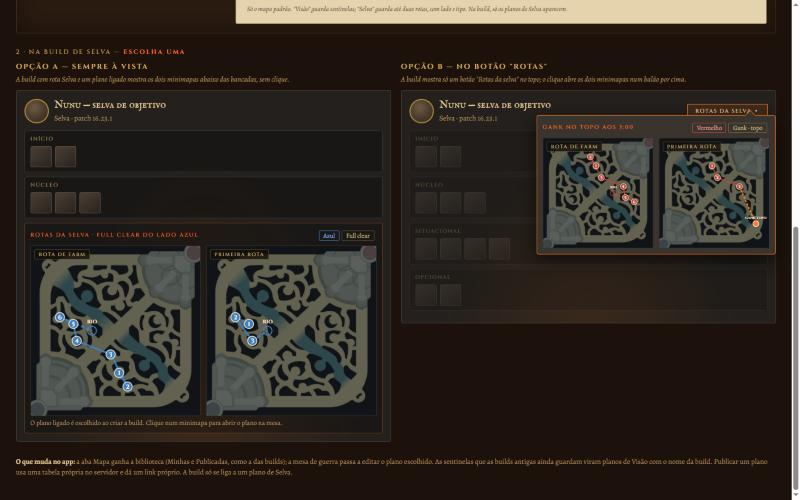 Só o mapa padrão. "Visão" guarda sentinelas; "Selva" guarda até duas rotas, com lado e tipo. Na build, só os planos de Selva aparecem.
2 · NA BUILD DE SELVA — ESCOLHA UMA
OPÇÃO A — SEMPRE À VISTA
A build com rota Selva e um plano ligado mostra os dois minimapas abaixo das bancadas, sem clique.
NUNU — SELVA DE OBJETIVO
Selva · patch 16.23.1
INÍCIO
NÚCLEO
ROTAS DA SELVA · FULL CLEAR DO LADO AZUL
Azul
Full clear
ROTA DE FARM
6
5
RIO
4
3
1
2
PRIMEIRA ROTA
2
1
RIO
3
O plano ligado é escolhido ao criar a build. Clique num minimapa para abrir o plano na mesa.
OPÇÃO B — NO BOTÃO "ROTAS"
A build mostra só um botão "Rotas da selva" no topo; o clique abre os dois minimapas num balão por cima.
NUNU — SELVA DE OBJETIVO
Selva · patch 16.23.1
ROTAS DA SELVA
INÍCIO
NÚCLEO
SITUACIONAL
OPCIONAL
GANK NO TOPO AOS 3:00
Vermelho
Gank · topo
ROTA DE FARM
PRIMEIRA ROTA
O que muda no app: a aba Mapa ganha a biblioteca (Minhas e Publicadas, como a das builds); a mesa de guerra passa a editar o plano escolhido. As sentinelas que as builds antigas ainda guardam viram planos de Visão com o nome da build. Publicar um plano
usa uma tabela própria no servidor e dá um link próprio. A build só se liga a um plano de Selva.